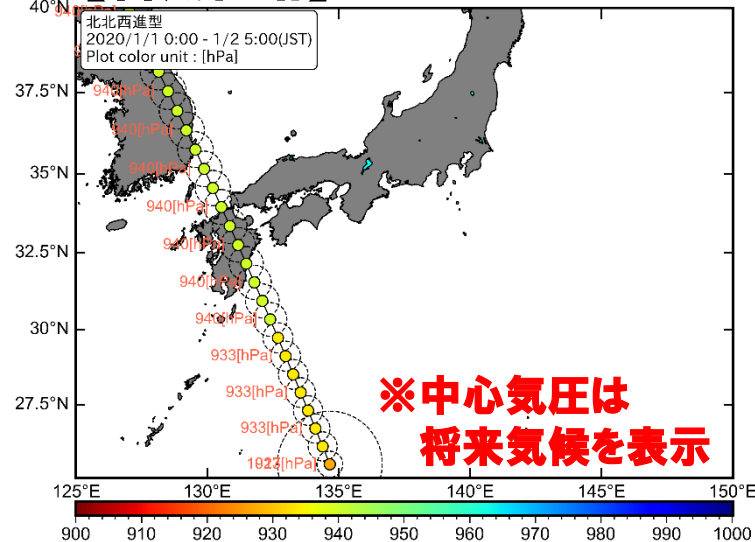 40°N
北北西進型
2020/1/1 0:00 - 1/2 5:00(JST)
Plot color unit : [hPa]
940[hPa]
37.5°N
940[hPa]
940[hPa]
35°N
940[hPa]
940[hPa]
32.5°N
940[hPa]
940[hPa]
30°N
933[hPa]
933[hPa]
27.5°N
933[hPa]
※中心気圧は
将来気候を表示
125°E 130°E 135°E 140°E 145°E 150°E
900 910 920 930 940 950 960 970 980 990 1000